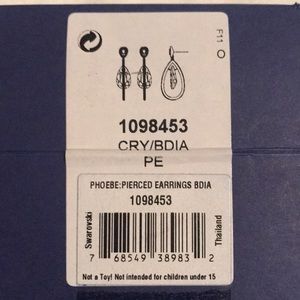 F11 O
1098453
CRY/BDIA
PE
PHOEBE:PIERCED EARRINGS BDIA
1098453
Swarovski
Thailand
7 68549 38983 2
Not a Toy! Not intended for children under 15